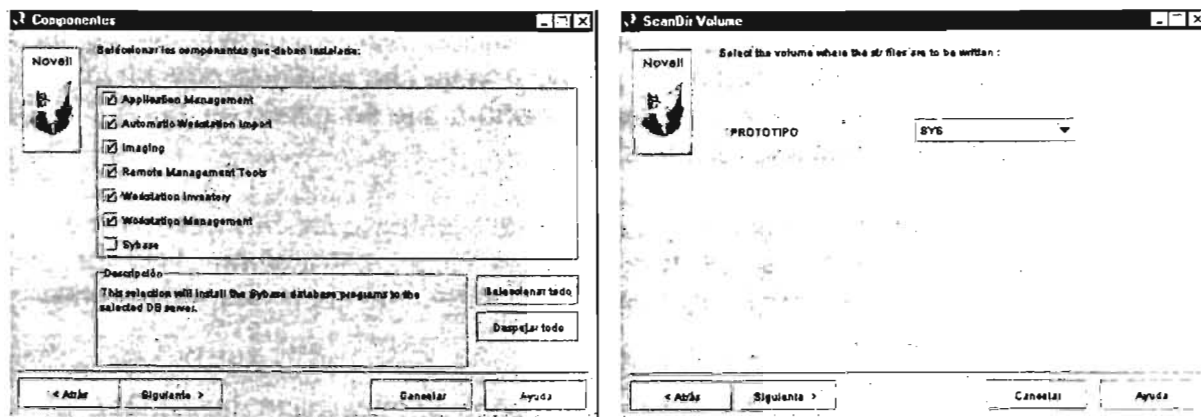 Componentes
Novell
Seleccionar los componentes que deben instalarse:
Application Management
Automatic Workstation Import
Imaging
Remote Management Tools
Workstation Inventory
Workstation Management
Sybase
Descripción
This selection will install the Sybase database programs to the
selected DB server.
Seleccionar todo
Despejar todo
< Atrás
Siguiente >
Cancelar
Ayuda
ScanDir Volume
Novell
Select the volume where the str files are to be written :
PROTOTIPO
SYS
< Atrás
Siguiente >
Cancelar
Ayuda